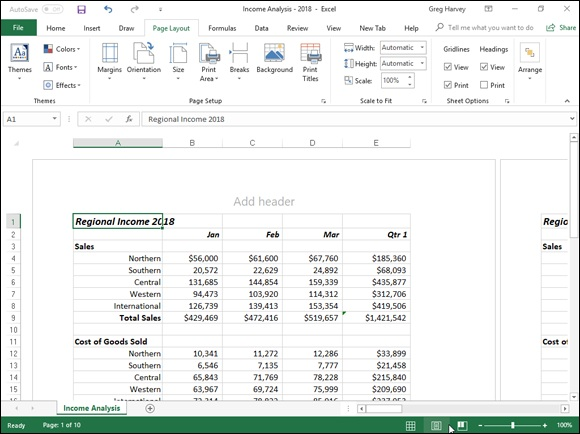 AutoSave Off Income Analysis - 2018 - Excel Greg Harvey
File Home Insert Draw Page Layout Formulas Data Review View New Tab Help Tell me what you want to do Share
Themes Colors Fonts Effects
Margins Orientation Size Print Area Breaks Background Print Titles
Width: Automatic
Height: Automatic
Scale: 100%
Gridlines Headings
View View
Print Print
Arrange
Themes Page Setup Scale to Fit Sheet Options
A1 fx Regional Income 2018
A B C D E
Add header
1 Regional Income 2018 Regio
2 Jan Feb Mar Qtr 1
3 Sales Sales
4 Northern $56,000 $61,600 $67,760 $185,360
5 Southern 20,572 22,629 24,892 $68,093
6 Central 131,685 144,854 159,339 $435,877
7 Western 94,473 103,920 114,312 $312,706
8 International 126,739 139,413 153,354 $419,506
9 Total Sales $429,469 $472,416 $519,657 $1,421,542
10
11 Cost of Goods Sold Cost of
12 Northern 10,341 11,272 12,286 $33,899
13 Southern 6,546 7,135 7,777 $21,458
14 Central 65,843 71,769 78,228 $215,840
15 Western 63,967 69,724 75,999 $209,690
Income Analysis
Ready Page: 1 of 10 100%